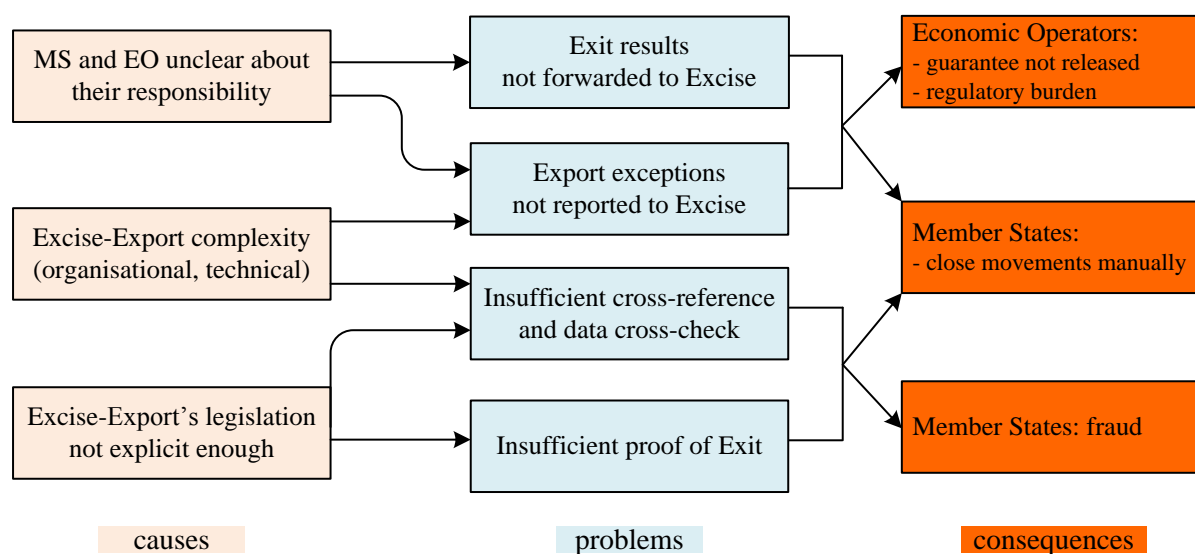 MS and EO unclear about
their responsibility
Excise-Export complexity
(organisational, technical)
Excise-Export’s legislation
not explicit enough
causes
Exit results
not forwarded to Excise
Export exceptions
not reported to Excise
Insufficient cross-reference
and data cross-check
Insufficient proof of Exit
problems
Economic Operators:
- guarantee not released
- regulatory burden
Member States:
- close movements manually
Member States: fraud
consequences